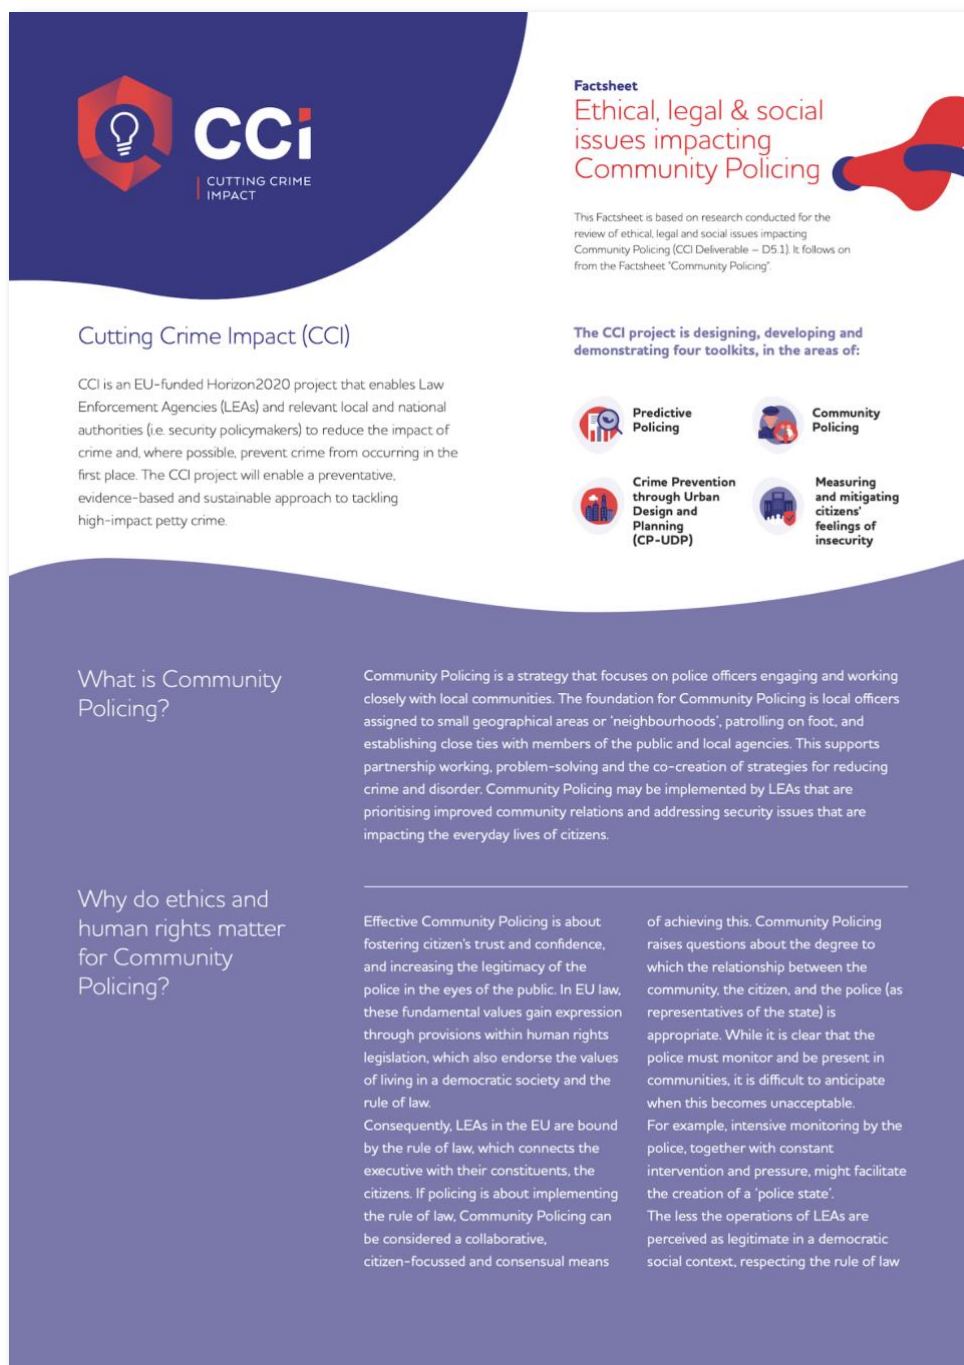 CCi
CUTTING CRIME
IMPACT
Factsheet
Ethical, legal & social
issues impacting
Community Policing
This Factsheet is based on research conducted for the
review of ethical, legal and social issues impacting
Community Policing (CCI Deliverable – D5.1). It follows on
from the Factsheet "Community Policing".
Cutting Crime Impact (CCI)
CCI is an EU-funded Horizon2020 project that enables Law
Enforcement Agencies (LEAs) and relevant local and national
authorities (i.e. security policymakers) to reduce the impact of
crime and, where possible, prevent crime from occurring in the
first place. The CCI project will enable a preventative,
evidence-based and sustainable approach to tackling
high-impact petty crime.
The CCI project is designing, developing and
demonstrating four toolkits, in the areas of:
Predictive
Policing
Community
Policing
Crime Prevention
through Urban
Design and
Planning
(CP-UDP)
Measuring
and mitigating
citizens'
feelings of
insecurity
What is Community
Policing?
Community Policing is a strategy that focuses on police officers engaging and working
closely with local communities. The foundation for Community Policing is local officers
assigned to small geographical areas or 'neighbourhoods', patrolling on foot, and
establishing close ties with members of the public and local agencies. This supports
partnership working, problem-solving and the co-creation of strategies for reducing
crime and disorder. Community Policing may be implemented by LEAs that are
prioritising improved community relations and addressing security issues that are
impacting the everyday lives of citizens.
Why do ethics and
human rights matter
for Community
Policing?
Effective Community Policing is about
fostering citizen's trust and confidence,
and increasing the legitimacy of the
police in the eyes of the public. In EU law,
these fundamental values gain expression
through provisions within human rights
legislation, which also endorse the values
of living in a democratic society and the
rule of law.
Consequently, LEAs in the EU are bound
by the rule of law, which connects the
executive with their constituents, the
citizens. If policing is about implementing
the rule of law, Community Policing can
be considered a collaborative,
citizen-focussed and consensual means
of achieving this. Community Policing
raises questions about the degree to
which the relationship between the
community, the citizen, and the police (as
representatives of the state) is
appropriate. While it is clear that the
police must monitor and be present in
communities, it is difficult to anticipate
when this becomes unacceptable.
For example, intensive monitoring by the
police, together with constant
intervention and pressure, might facilitate
the creation of a 'police state'.
The less the operations of LEAs are
perceived as legitimate in a democratic
social context, respecting the rule of law